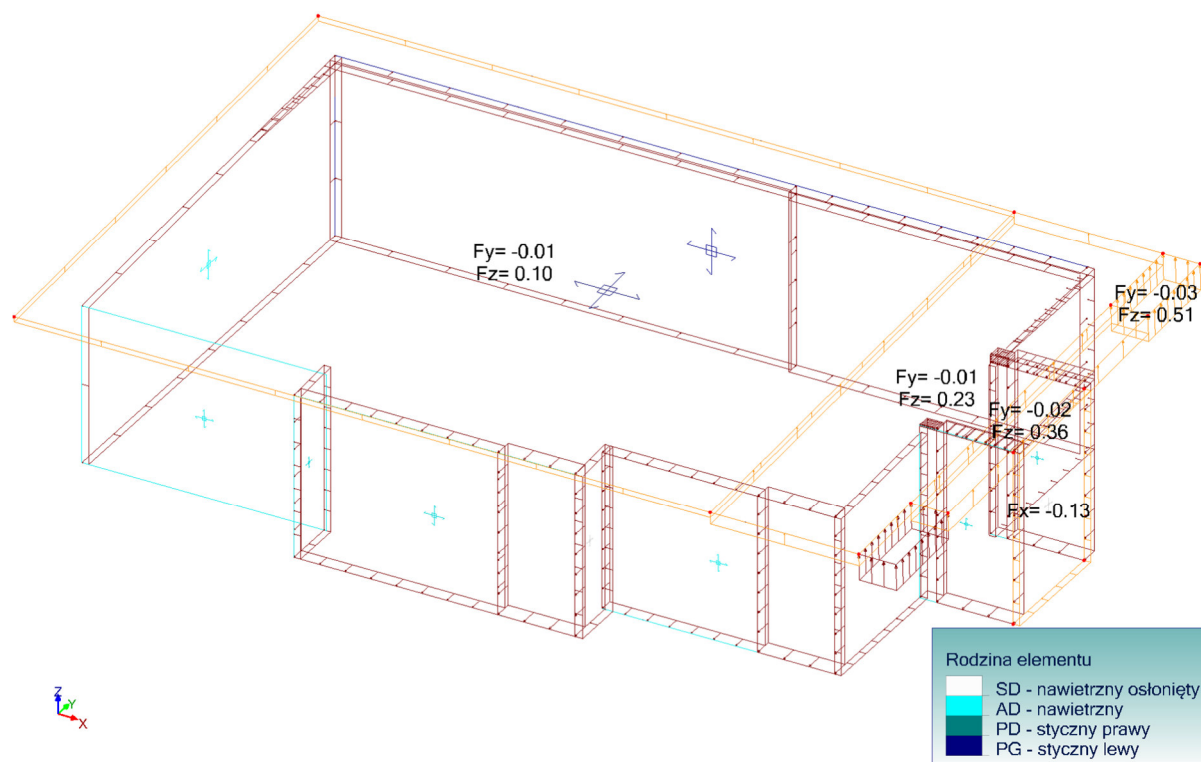 Fy= -0.01
Fz= 0.10
Fy= -0.03
Fz= 0.51
Fy= -0.01
Fz= 0.23
Fy= -0.02
Fz= 0.36
Fx= -0.13
Rodzina elementu
SD - nawietrzny osłonięty
AD - nawietrzny
PD - styczny prawy
PG - styczny lewy
Z
Y
X